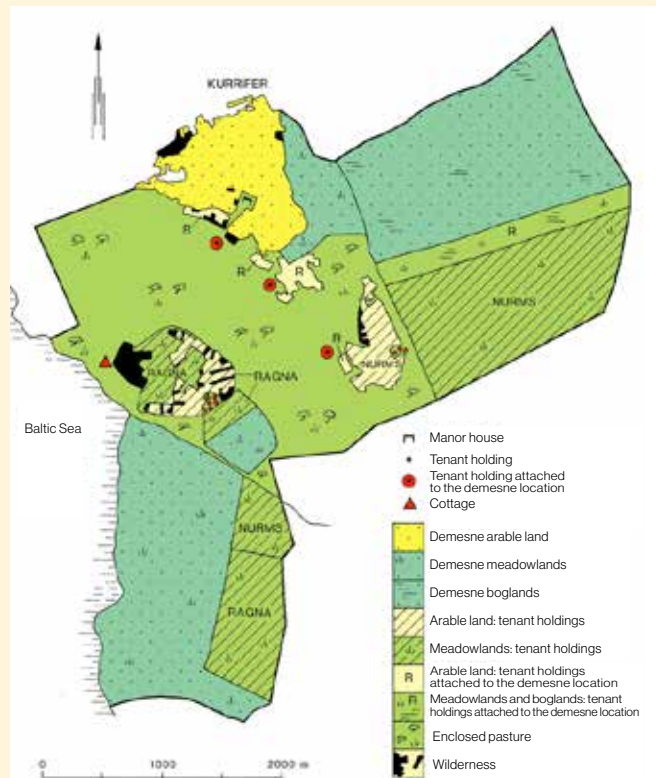 KURRIFER
R
R
R
R
R
NURMS
NURMS
RAGNA
RAGNA
Baltic Sea
NURMS
RAGNA
Manor house
Tenant holding
Tenant holding attached
to the demesne location
Cottage
Demesne arable land
Demesne meadowlands
Demesne boglands
Arable land: tenant holdings
Meadowlands: tenant holdings
R
Arable land: tenant holdings
attached to the demesne location
R
Meadowlands and boglands: tenant
holdings attached to the demesne location
Enclosed pasture
Wilderness
0 1000 2000 m